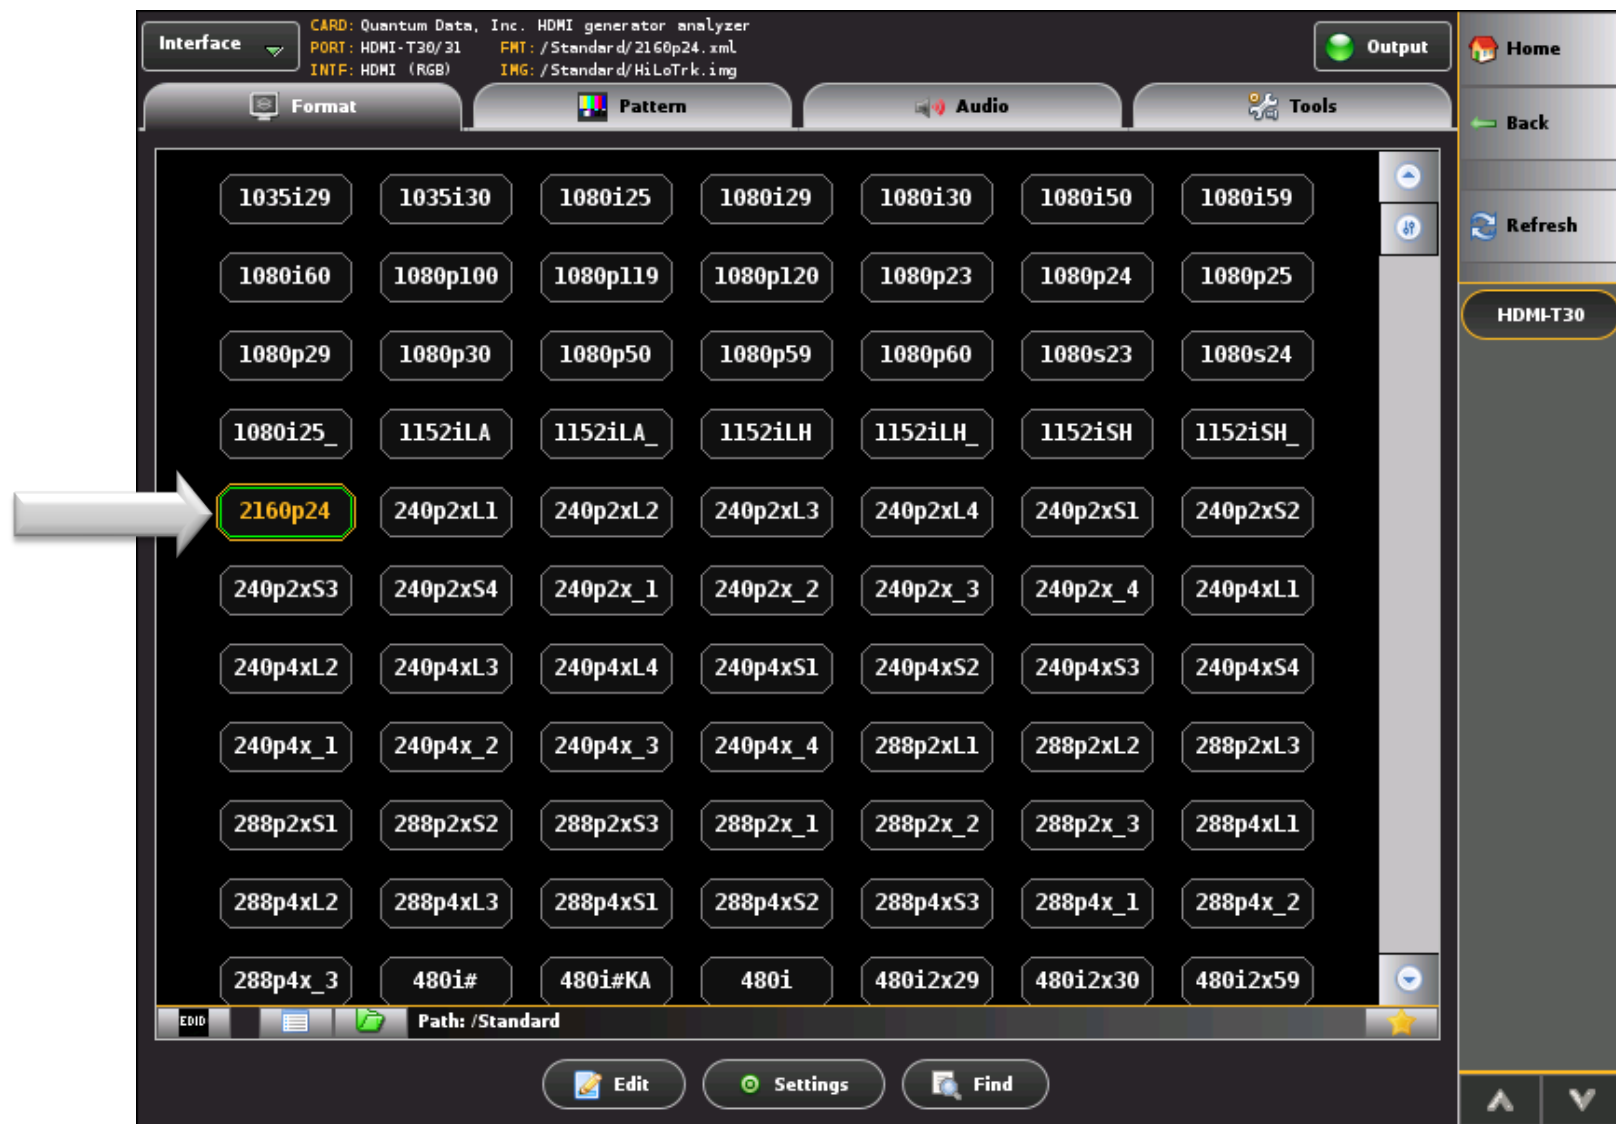 Interface
CARD: Quantum Data, Inc. HDMI generator analyzer
PORT: HDMI-T30/31 FMT: /Standard/2160p24.xml
INTF: HDMI (RGB) IMG: /Standard/HiLoTrk.img
Output
Home
Format Pattern Audio Tools
Back
1035i29 1035i30 1080i25 1080i29 1080i30 1080i50 1080i59
Refresh
1080i60 1080p100 1080p119 1080p120 1080p23 1080p24 1080p25
HDMI-T30
1080p29 1080p30 1080p50 1080p59 1080p60 1080s23 1080s24
1080i25_ 1152iLA 1152iLA_ 1152iLH 1152iLH_ 1152iSH 1152iSH_
2160p24 240p2xL1 240p2xL2 240p2xL3 240p2xL4 240p2xS1 240p2xS2
240p2xS3 240p2xS4 240p2x_1 240p2x_2 240p2x_3 240p2x_4 240p4xL1
240p4xL2 240p4xL3 240p4xL4 240p4xS1 240p4xS2 240p4xS3 240p4xS4
240p4x_1 240p4x_2 240p4x_3 240p4x_4 288p2xL1 288p2xL2 288p2xL3
288p2xS1 288p2xS2 288p2xS3 288p2x_1 288p2x_2 288p2x_3 288p4xL1
288p4xL2 288p4xL3 288p4xS1 288p4xS2 288p4xS3 288p4x_1 288p4x_2
288p4x_3 480i# 480i#KA 480i 480i2x29 480i2x30 480i2x59
EDID Path: /Standard
Edit Settings Find